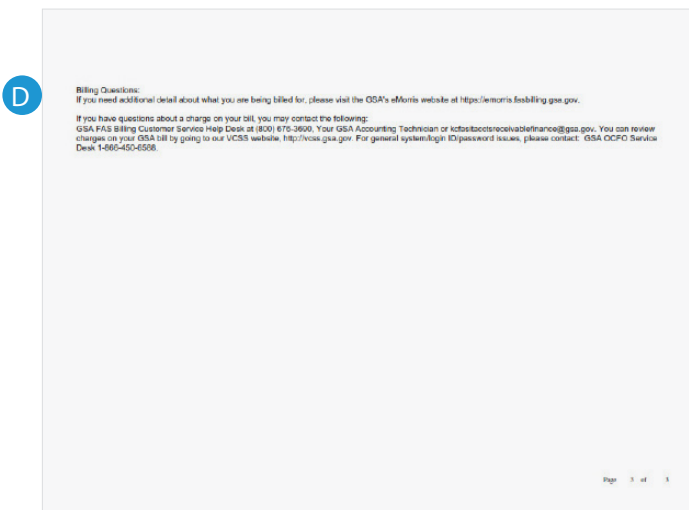 D
Billing Questions:
If you need additional detail about what you are being billed for, please visit the GSA's eMorris website at https://emorris.fasbilling.gsa.gov.
If you have questions about a charge on your bill, you may contact the following:
GSA FAS Billing Customer Service Help Desk at (800) 676-3690, Your GSA Accounting Technician or kcfasitacctsreceivablefinance@gsa.gov. You can review
charges on your GSA bill by going to our VCSS website, http://vcss.gsa.gov. For general system/login ID/password issues, please contact: GSA OCFO Service
Desk 1-866-450-6588.
Page 3 of 3